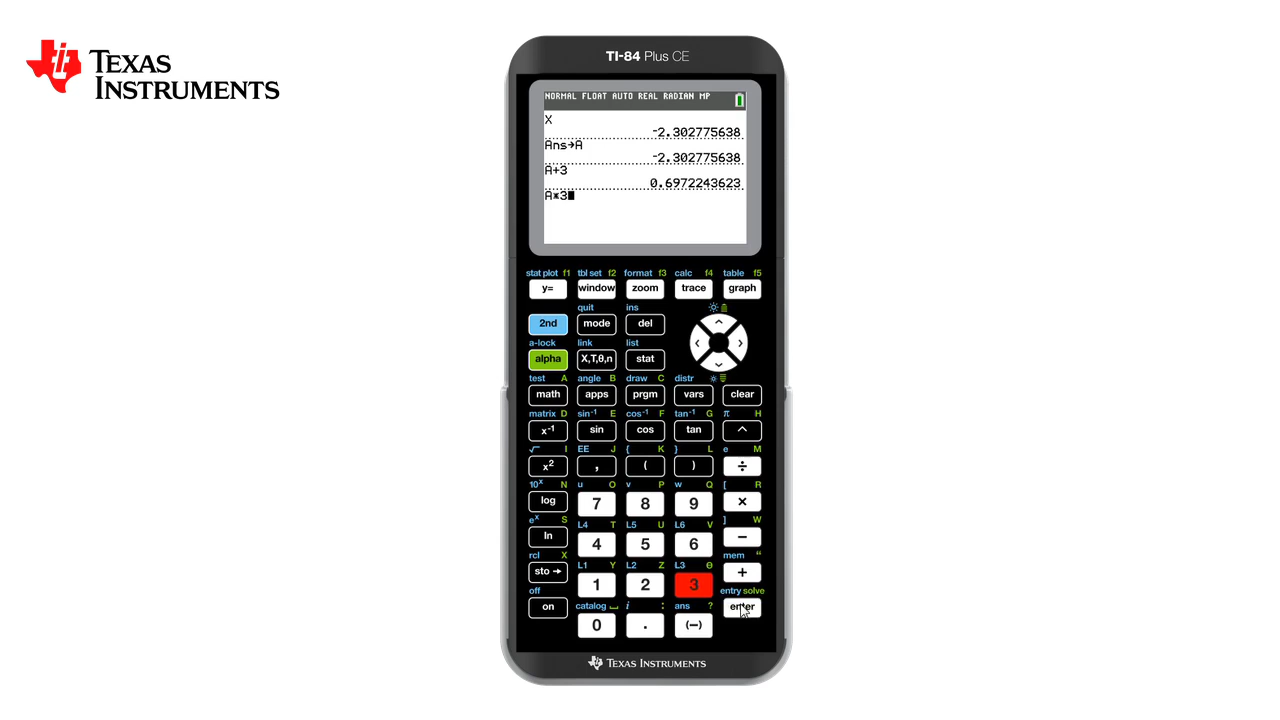 TEXAS
INSTRUMENTS
TI-84 Plus CE
NORMAL FLOAT AUTO REAL RADIAN MP
X
-2.302775638
Ans→A
-2.302775638
A+3
0.6972243623
A*3
stat plot f1 tbl set f2 format f3 calc f4 table f5
y= window zoom trace graph
quit ins
2nd mode del
a-lock link list
alpha X,T,θ,n stat
test A angle B draw C distr
math apps prgm vars clear
matrix D sin-1 E cos-1 F tan-1 G π H
x-1 sin cos tan ^
√ I EE J { K } L e M
x2 , ( ) ÷
10x N u O v P w Q [ R
log 7 8 9 ×
ex S L4 T L5 U L6 V ] W
ln 4 5 6 −
rcl X L1 Y L2 Z L3 θ mem “
sto→ 1 2 3 +
off catalog ⎵ i : ans ? entry solve
on 0 . (−) enter
TEXAS INSTRUMENTS